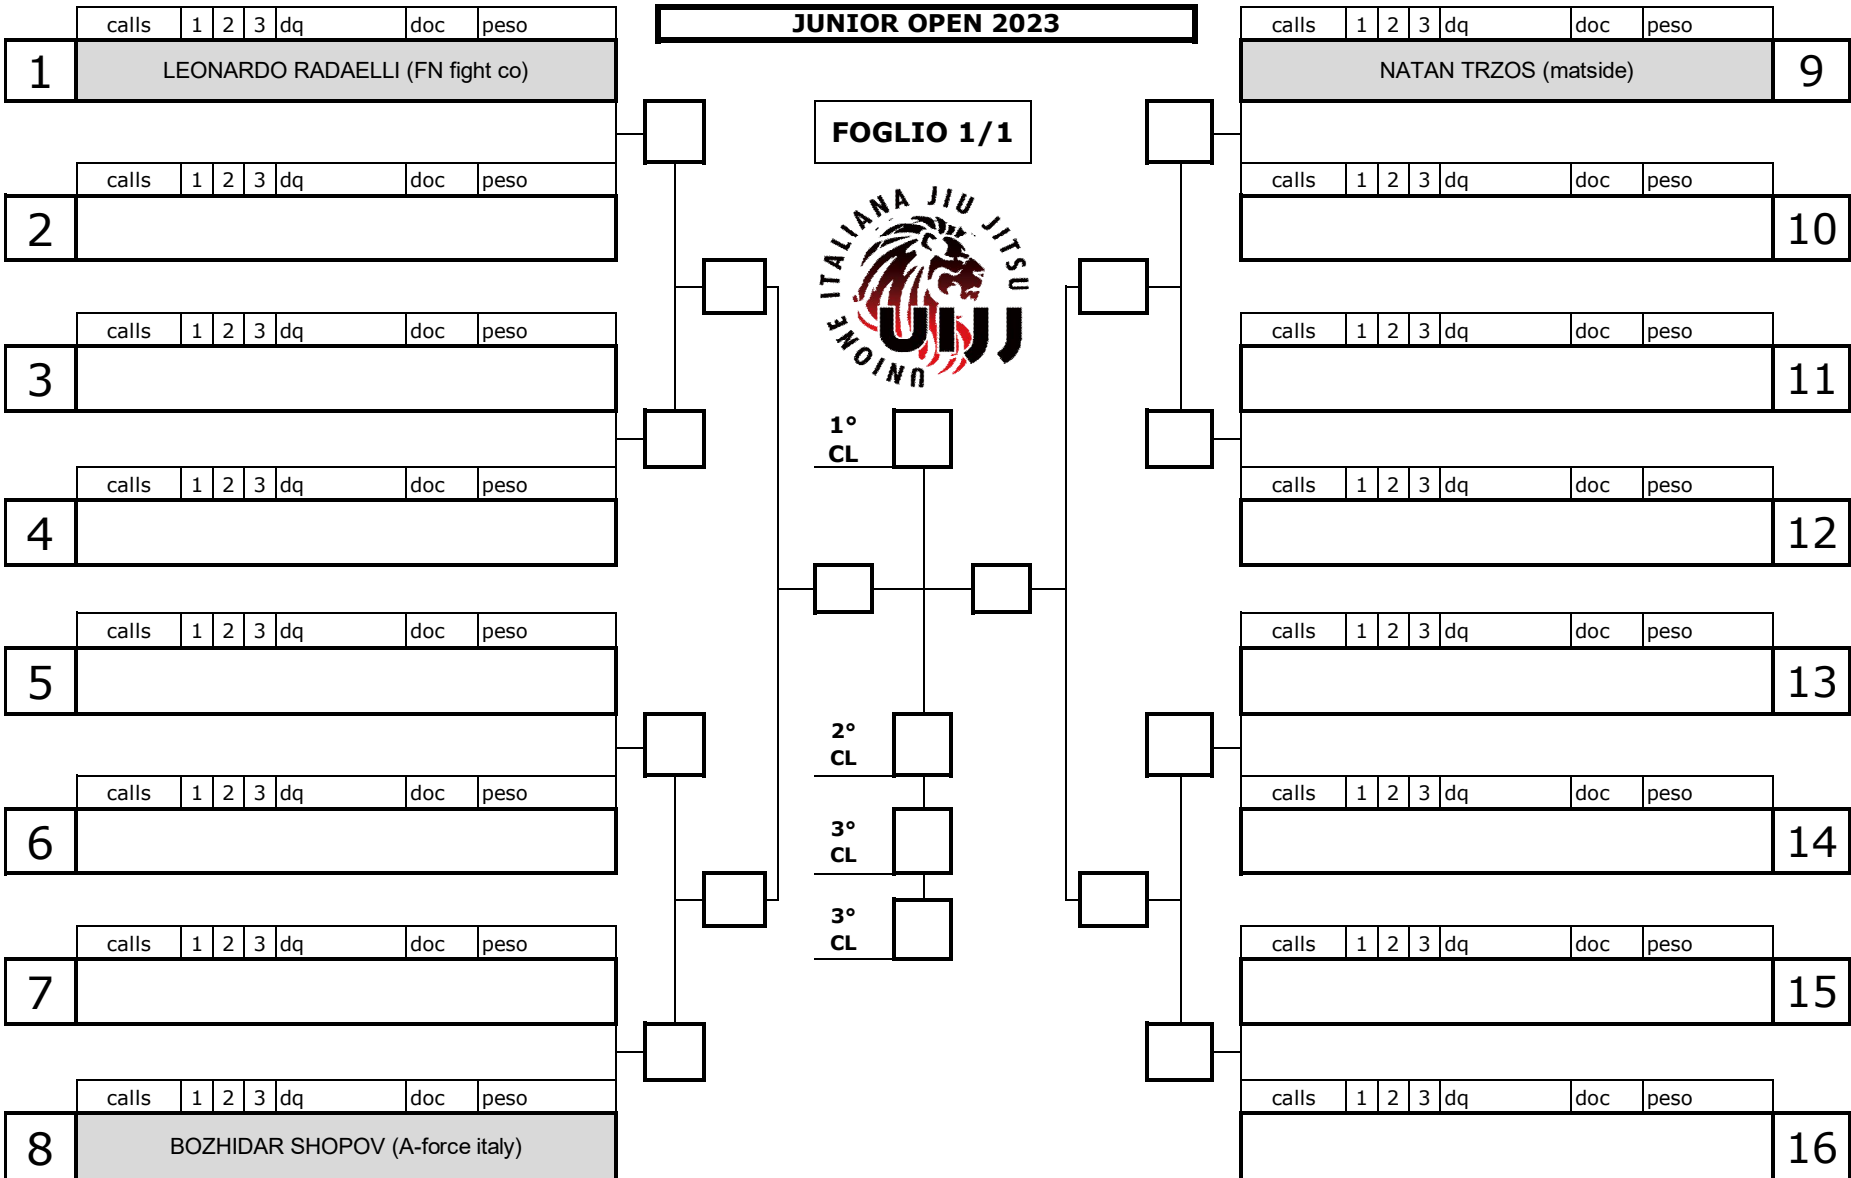 JUNIOR OPEN 2023
FOGLIO 1/1
UNIONE ITALIANA JIU JITSU
UIJJ
calls 1 2 3 dq doc peso
1 LEONARDO RADAELLI (FN fight co)
calls 1 2 3 dq doc peso
2
calls 1 2 3 dq doc peso
3
calls 1 2 3 dq doc peso
4
calls 1 2 3 dq doc peso
5
calls 1 2 3 dq doc peso
6
calls 1 2 3 dq doc peso
7
calls 1 2 3 dq doc peso
8 BOZHIDAR SHOPOV (A-force italy)
1°
CL
2°
CL
3°
CL
3°
CL
calls 1 2 3 dq doc peso
NATAN TRZOS (matside) 9
calls 1 2 3 dq doc peso
10
calls 1 2 3 dq doc peso
11
calls 1 2 3 dq doc peso
12
calls 1 2 3 dq doc peso
13
calls 1 2 3 dq doc peso
14
calls 1 2 3 dq doc peso
15
calls 1 2 3 dq doc peso
16